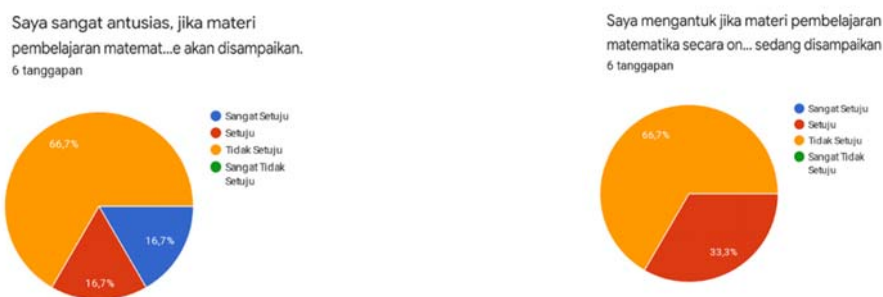 Saya sangat antusias, jika materi
pembelajaran matemat...e akan disampaikan.
6 tanggapan
Sangat Setuju
Setuju
Tidak Setuju
Sangat Tidak
Setuju
66,7%
16,7%
16,7%
Saya mengantuk jika materi pembelajaran
matematika secara on... sedang disampaikan
6 tanggapan
Sangat Setuju
Setuju
Tidak Setuju
Sangat Tidak
Setuju
66,7%
33,3%